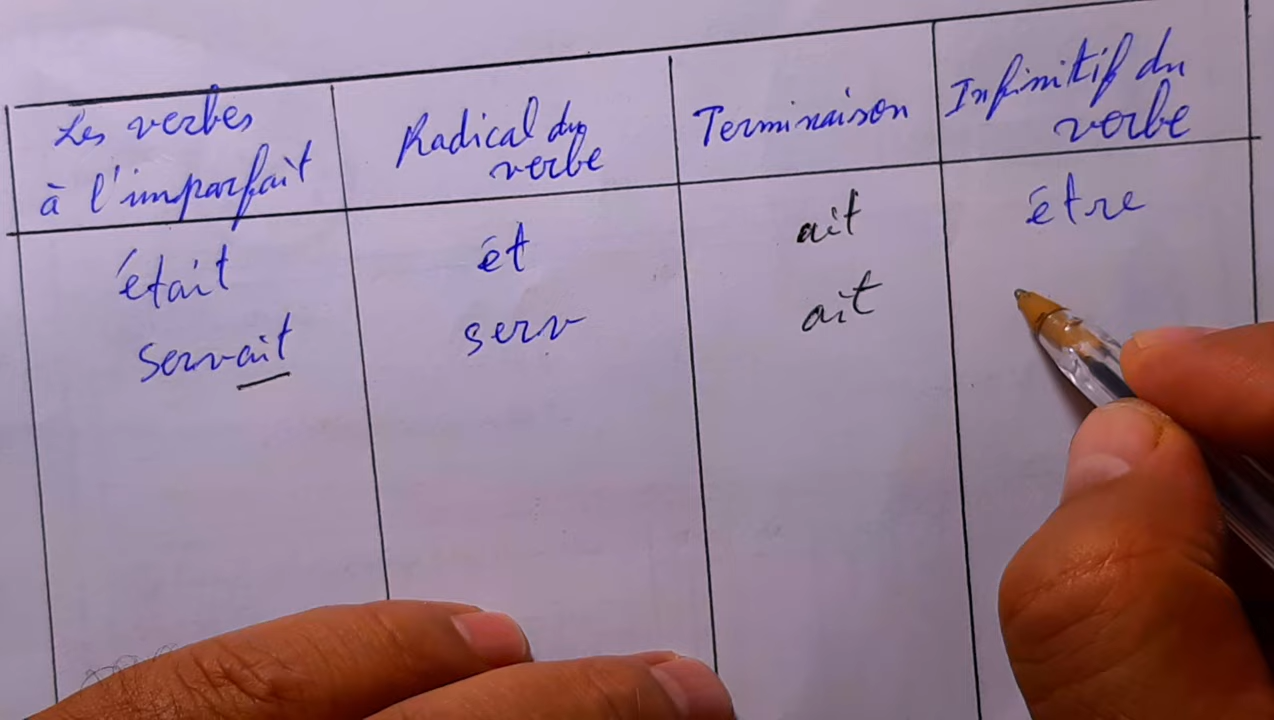 Les verbes
à l'imparfait
Radical du
verbe
Terminaison
Infinitif du
verbe
était
ét
ait
être
servait
serv
ait